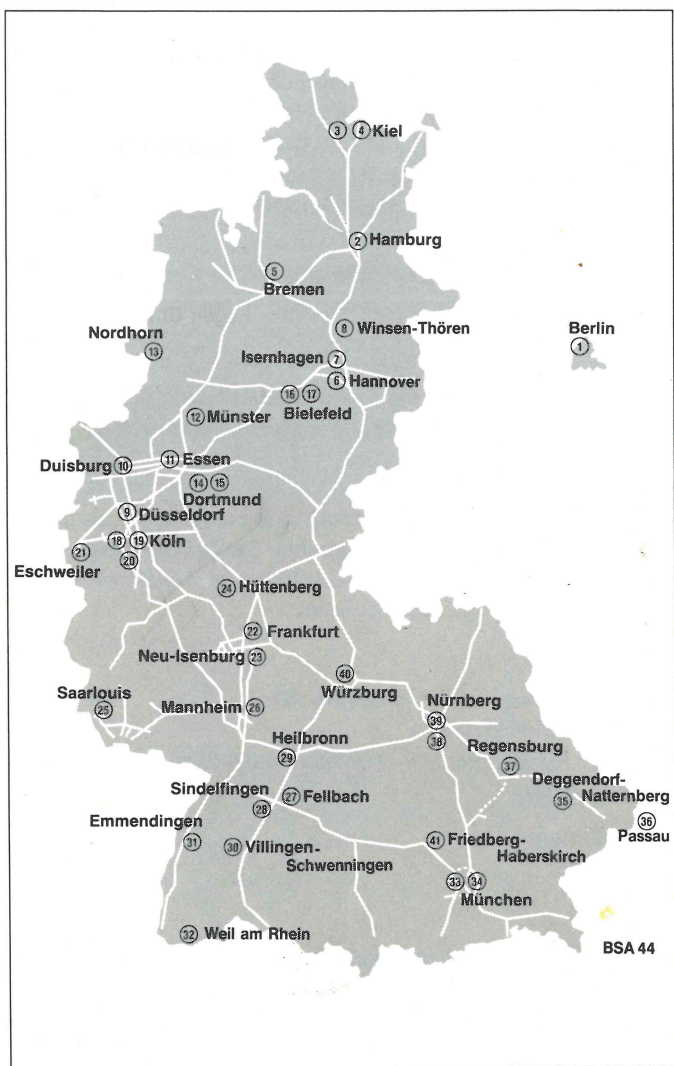 3 4 Kiel
2 Hamburg
5
Bremen
8 Winsen-Thören
Berlin
1
Nordhorn
13
Isernhagen 7
6 Hannover
16 17
Bielefeld
12 Münster
11 Essen
Duisburg 10
14 15
Dortmund
9 Düsseldorf
18 19 Köln
20
21
Eschweiler
24 Hüttenberg
22 Frankfurt
Neu-Isenburg 23
40
Würzburg
Saarlouis
25
Mannheim 26
Nürnberg
39
38
Heilbronn
29
Regensburg
37
Deggendorf-
Natternberg
35
36
Passau
Sindelfingen
28
27 Fellbach
Emmendingen
31
30 Villingen-
Schwenningen
41 Friedberg-
Haberskirch
33 34
München
32 Weil am Rhein
BSA 44